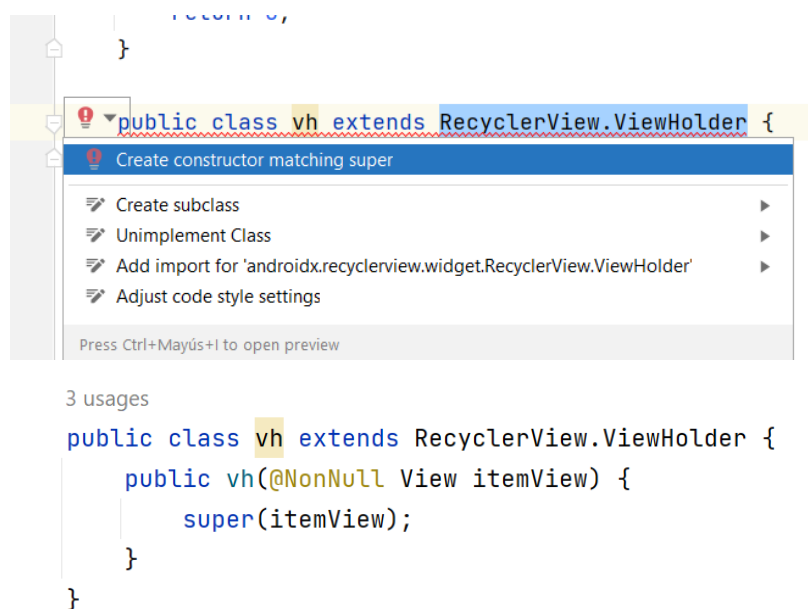 }
public class vh extends RecyclerView.ViewHolder {
Create constructor matching super
Create subclass
Unimplement Class
Add import for 'androidx.recyclerview.widget.RecyclerView.ViewHolder'
Adjust code style settings
Press Ctrl+Mayús+I to open preview
3 usages
public class vh extends RecyclerView.ViewHolder {
public vh(@NonNull View itemView) {
super(itemView);
}
}